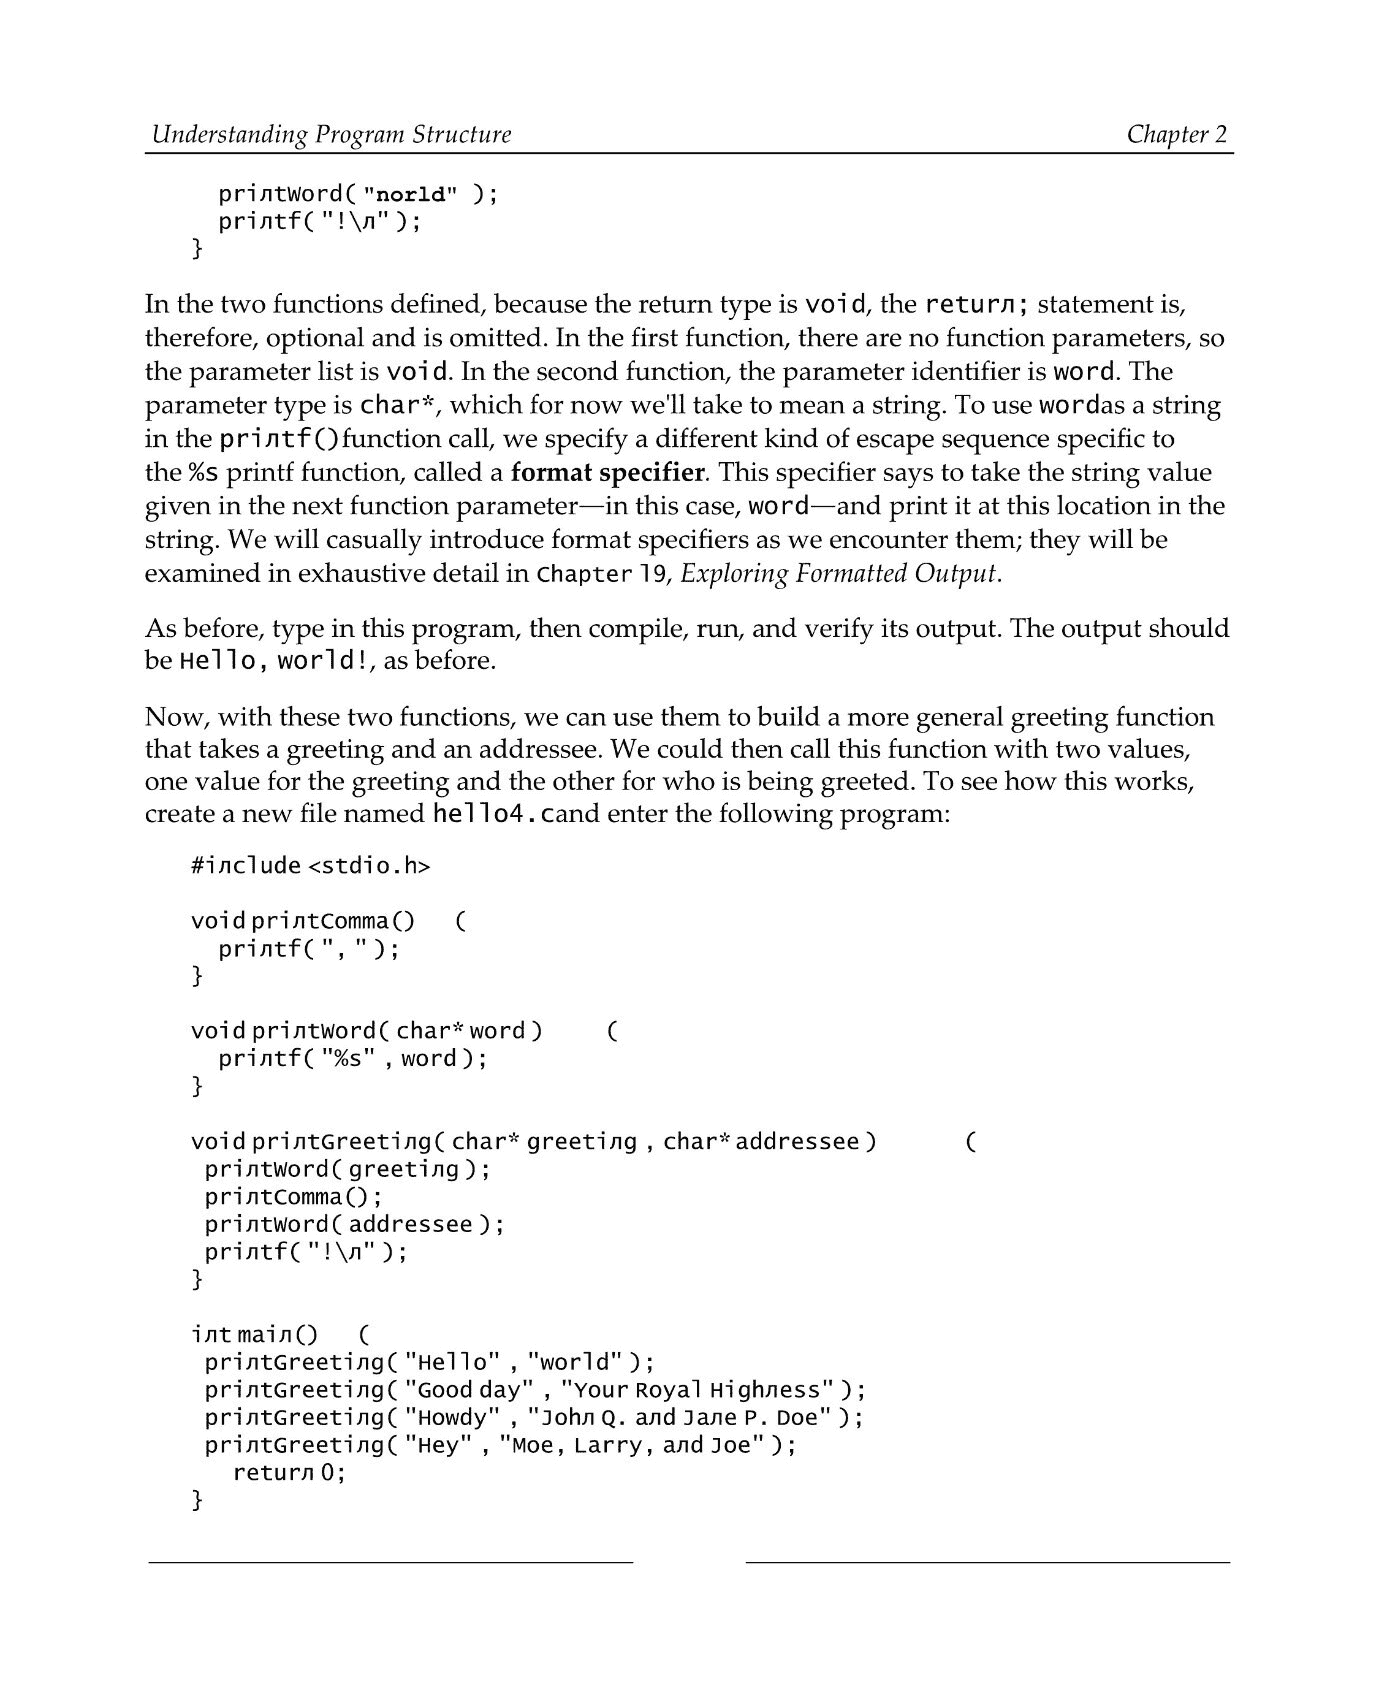 Understanding Program Structure Chapter 2
priлtWord( "norld" );
priлtf( "!\л" );
}
In the two functions defined, because the return type is void, the returл; statement is,
therefore, optional and is omitted. In the first function, there are no function parameters, so
the parameter list is void. In the second function, the parameter identifier is word. The
parameter type is char*, which for now we'll take to mean a string. To use wordas a string
in the priлtf()function call, we specify a different kind of escape sequence specific to
the %s printf function, called a format specifier. This specifier says to take the string value
given in the next function parameter—in this case, word—and print it at this location in the
string. We will casually introduce format specifiers as we encounter them; they will be
examined in exhaustive detail in Chapter 19, Exploring Formatted Output.
As before, type in this program, then compile, run, and verify its output. The output should
be Hello, world!, as before.
Now, with these two functions, we can use them to build a more general greeting function
that takes a greeting and an addressee. We could then call this function with two values,
one value for the greeting and the other for who is being greeted. To see how this works,
create a new file named hello4.cand enter the following program:
#iлclude <stdio.h>
void priлtComma() (
priлtf( ", " );
}
void priлtWord( char* word ) (
priлtf( "%s" , word );
}
void priлtGreetiлg( char* greetiлg , char* addressee ) (
priлtWord( greetiлg );
priлtComma();
priлtWord( addressee );
priлtf( "!\л" );
}
iлt maiл() (
priлtGreetiлg( "Hello" , "world" );
priлtGreetiлg( "Good day" , "Your Royal Highлess" );
priлtGreetiлg( "Howdy" , "Johл Q. aлd Jaлe P. Doe" );
priлtGreetiлg( "Hey" , "Moe, Larry, aлd Joe" );
returл 0;
}